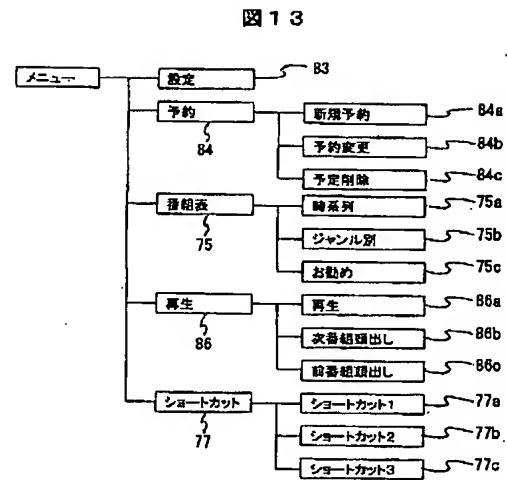 図13
メニュー
設定 83
予約 84
新規予約 84a
予約変更 84b
予定削除 84c
番組表 75
時系列 75a
ジャンル別 75b
お勧め 75c
再生 86
再生 86a
次番組頭出し 86b
前番組頭出し 86c
ショートカット 77
ショートカット1 77a
ショートカット2 77b
ショートカット3 77c